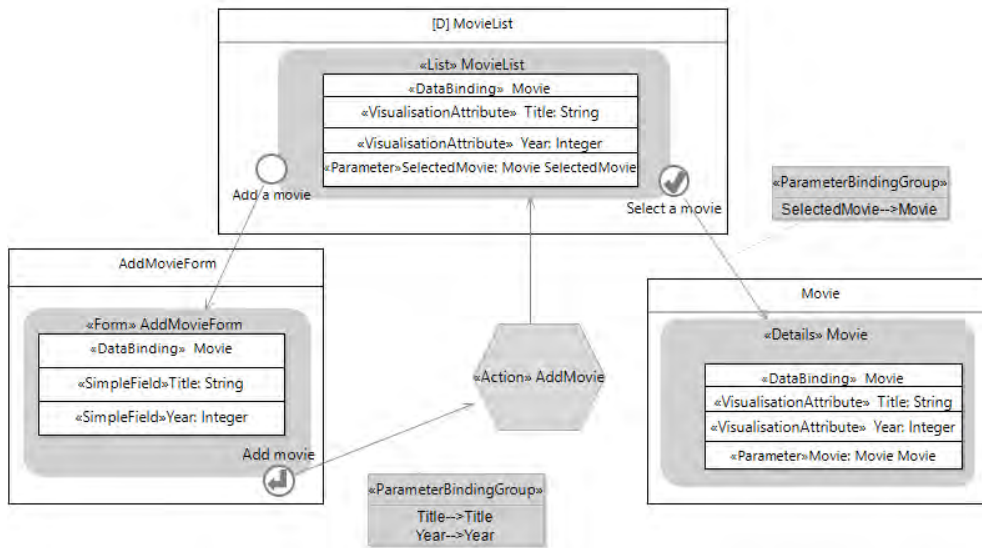 [D] MovieList
«List» MovieList
«DataBinding» Movie
«VisualisationAttribute» Title: String
«VisualisationAttribute» Year: Integer
«Parameter»SelectedMovie: Movie SelectedMovie
Add a movie
Select a movie
«ParameterBindingGroup»
SelectedMovie-->Movie
AddMovieForm
«Form» AddMovieForm
«DataBinding» Movie
«SimpleField»Title: String
«SimpleField»Year: Integer
Add movie
«Action» AddMovie
«ParameterBindingGroup»
Title-->Title
Year-->Year
Movie
«Details» Movie
«DataBinding» Movie
«VisualisationAttribute» Title: String
«VisualisationAttribute» Year: Integer
«Parameter»Movie: Movie Movie